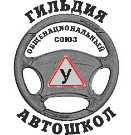 ГИЛЬДИЯ
ОБЩЕНАЦИОНАЛЬНЫЙ
СОЮЗ
У
АВТОШКОЛ